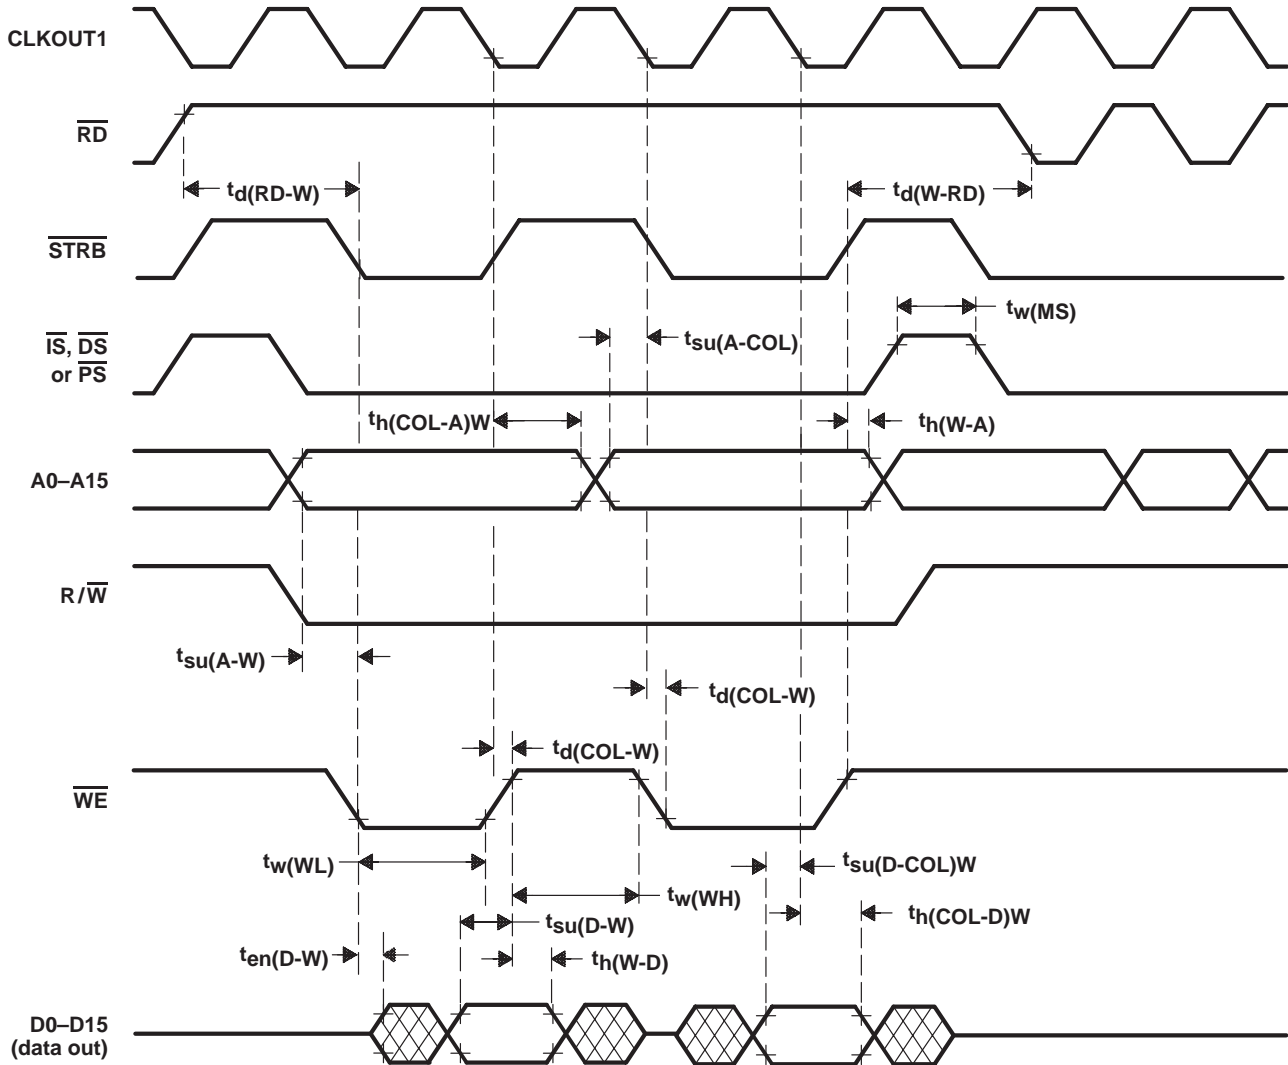 CLKOUT1
RD
td(RD-W)
td(W-RD)
STRB
tw(MS)
IS, DS
or PS
tsu(A-COL)
th(COL-A)W
th(W-A)
A0–A15
R/W
tsu(A-W)
td(COL-W)
td(COL-W)
WE
tw(WL)
tsu(D-COL)W
tw(WH)
th(COL-D)W
tsu(D-W)
ten(D-W)
th(W-D)
D0–D15
(data out)